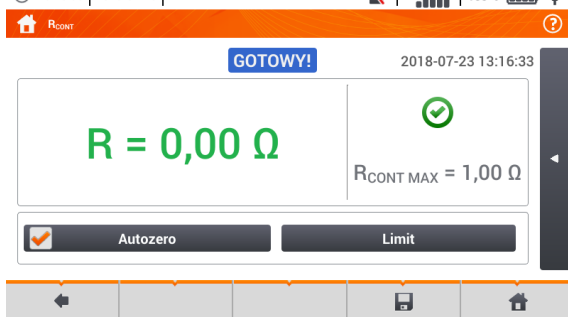 RCONT
GOTOWY!
2018-07-23 13:16:33
R = 0,00 Ω
RCONT MAX = 1,00 Ω
Autozero
Limit